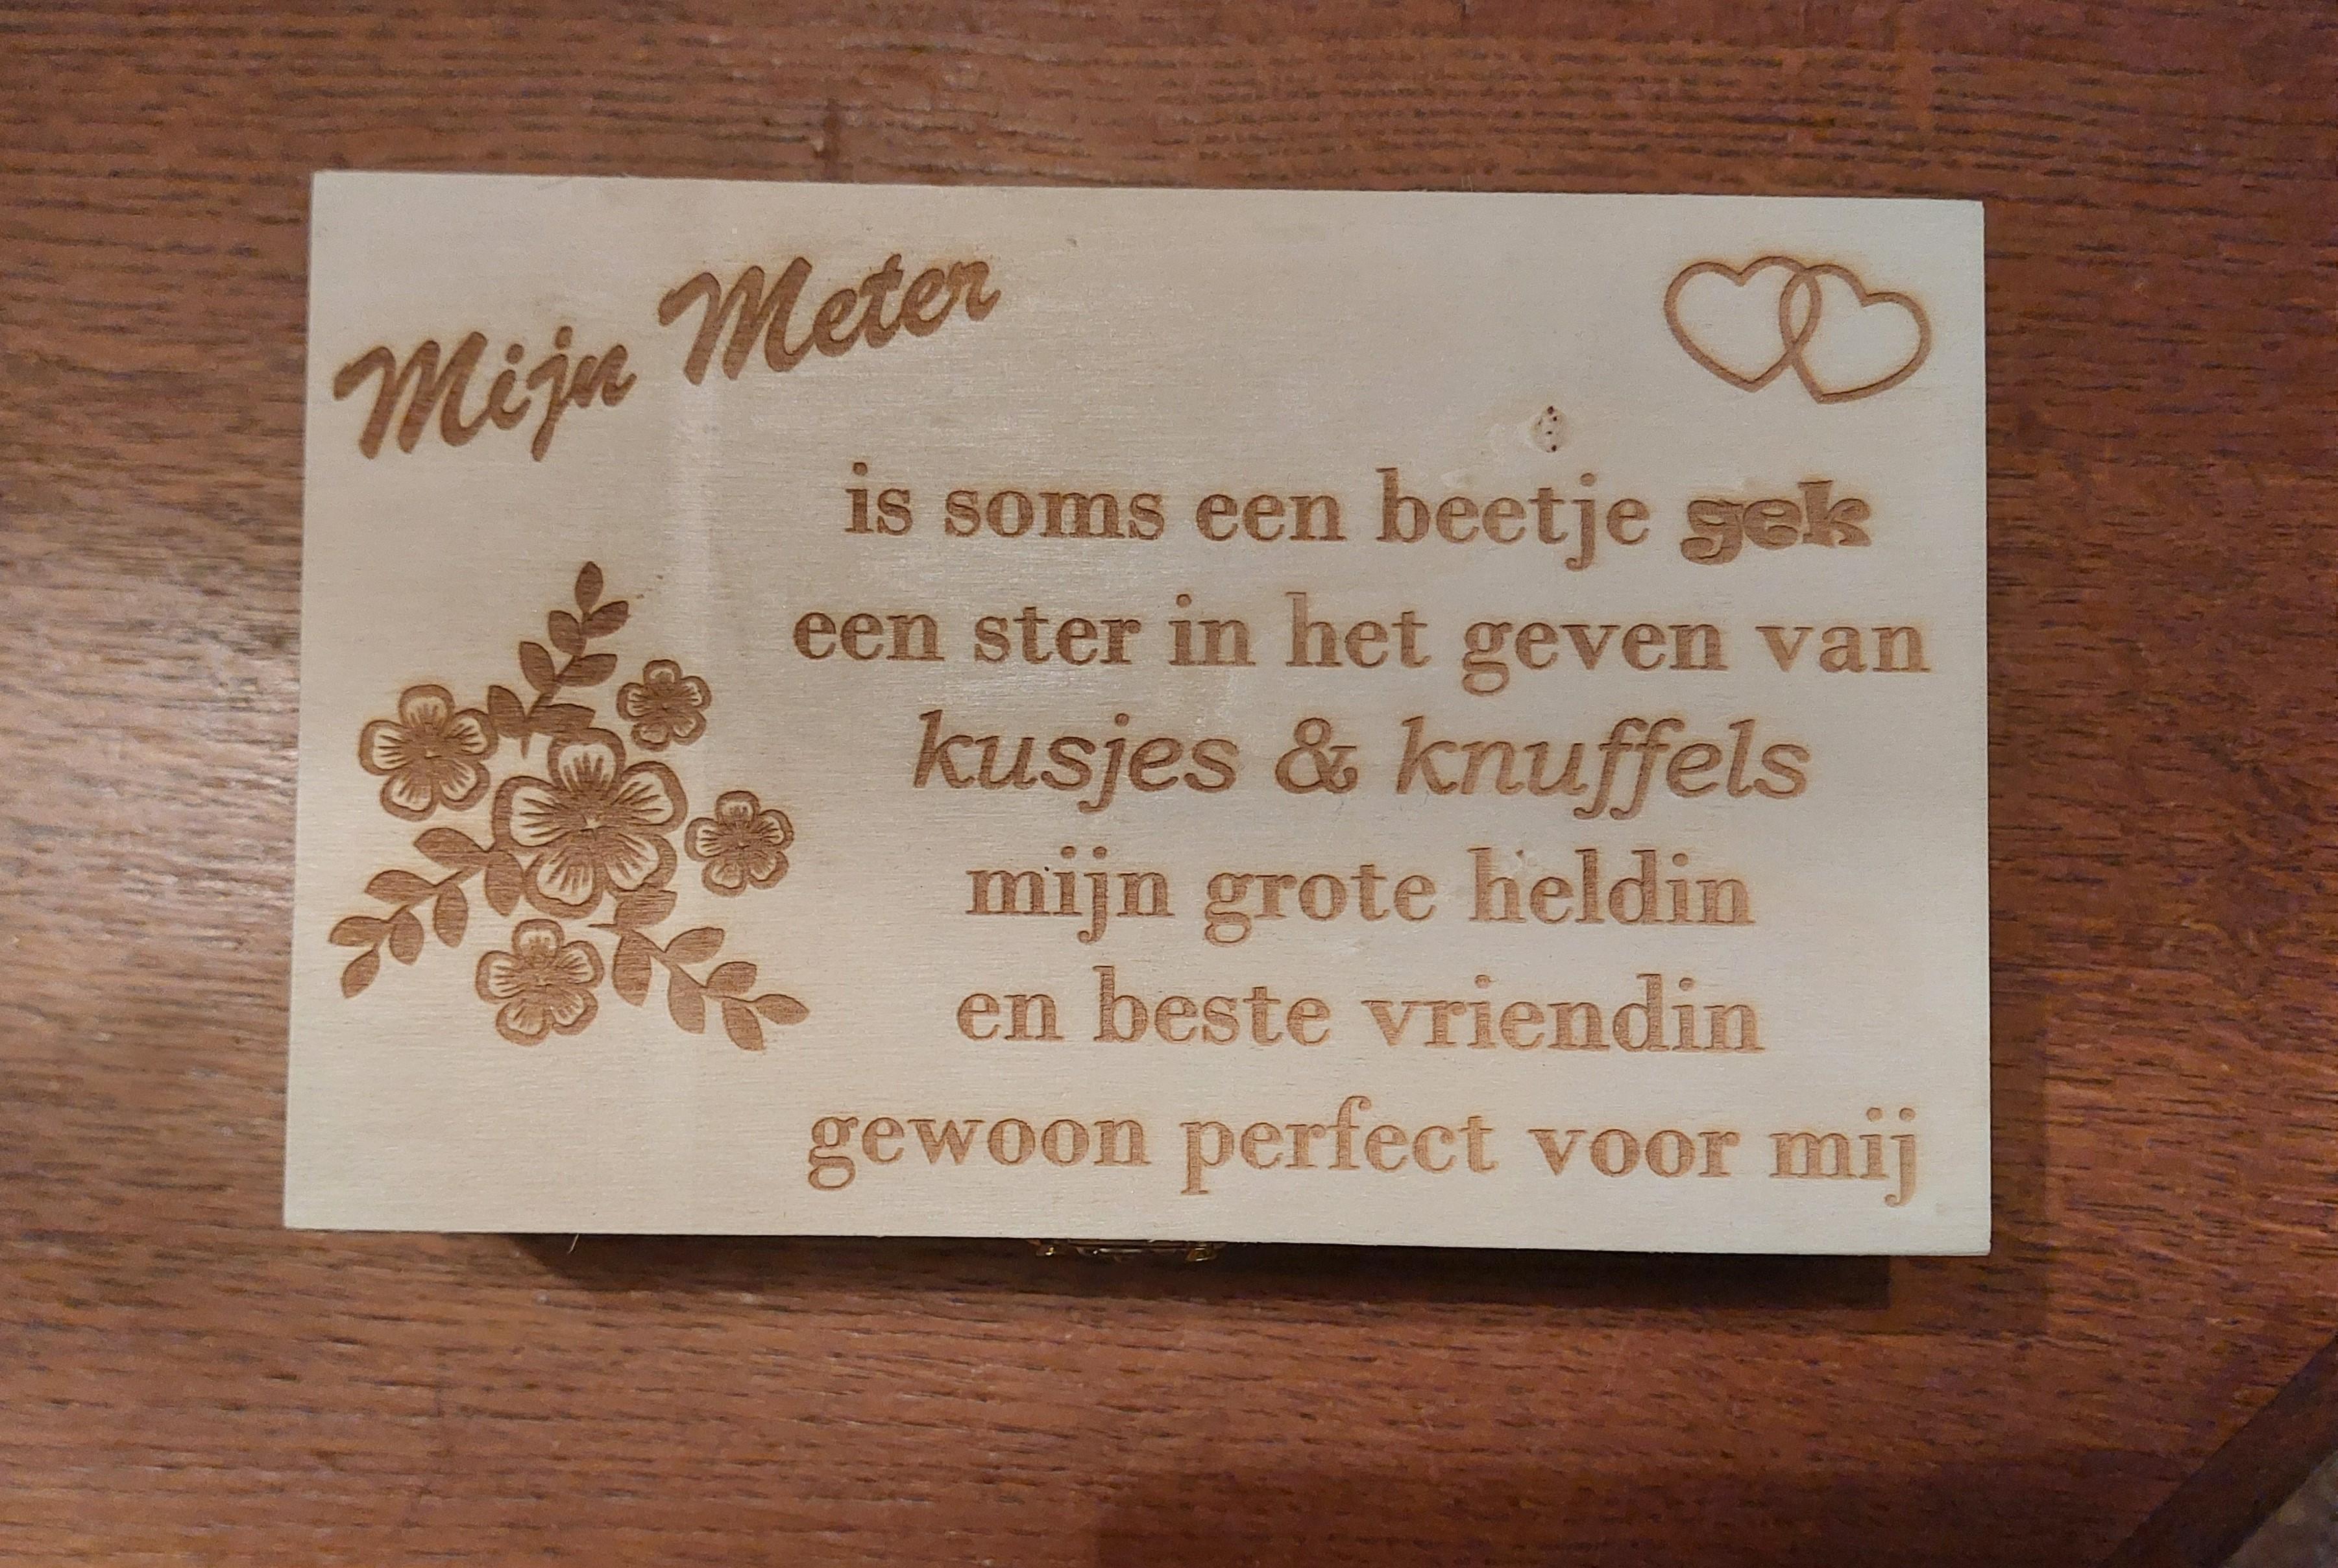 Mijn Meter
is soms een beetje gek
een ster in het geven van
kusjes & knuffels
mijn grote heldin
en beste vriendin
gewoon perfect voor mij